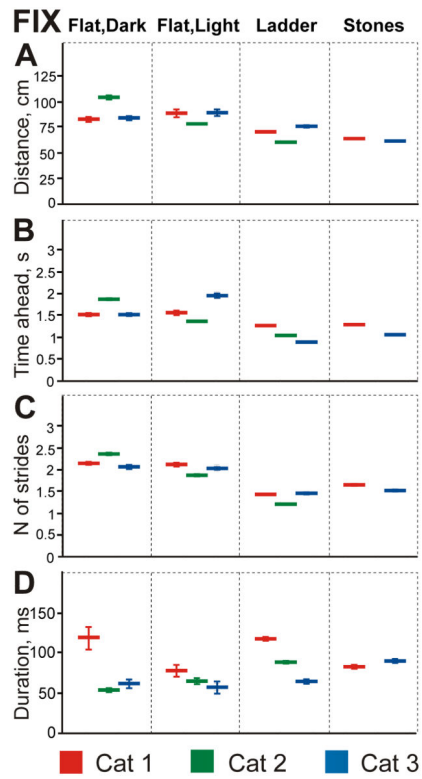 FIX Flat,Dark Flat,Light Ladder Stones
A
Distance, cm
125
100
75
50
25
0
B
Time ahead, s
3
2.5
2
1.5
1
0.5
0
C
N of strides
3
2.5
2
1.5
1
0.5
0
D
Duration, ms
150
100
50
0
Cat 1 Cat 2 Cat 3